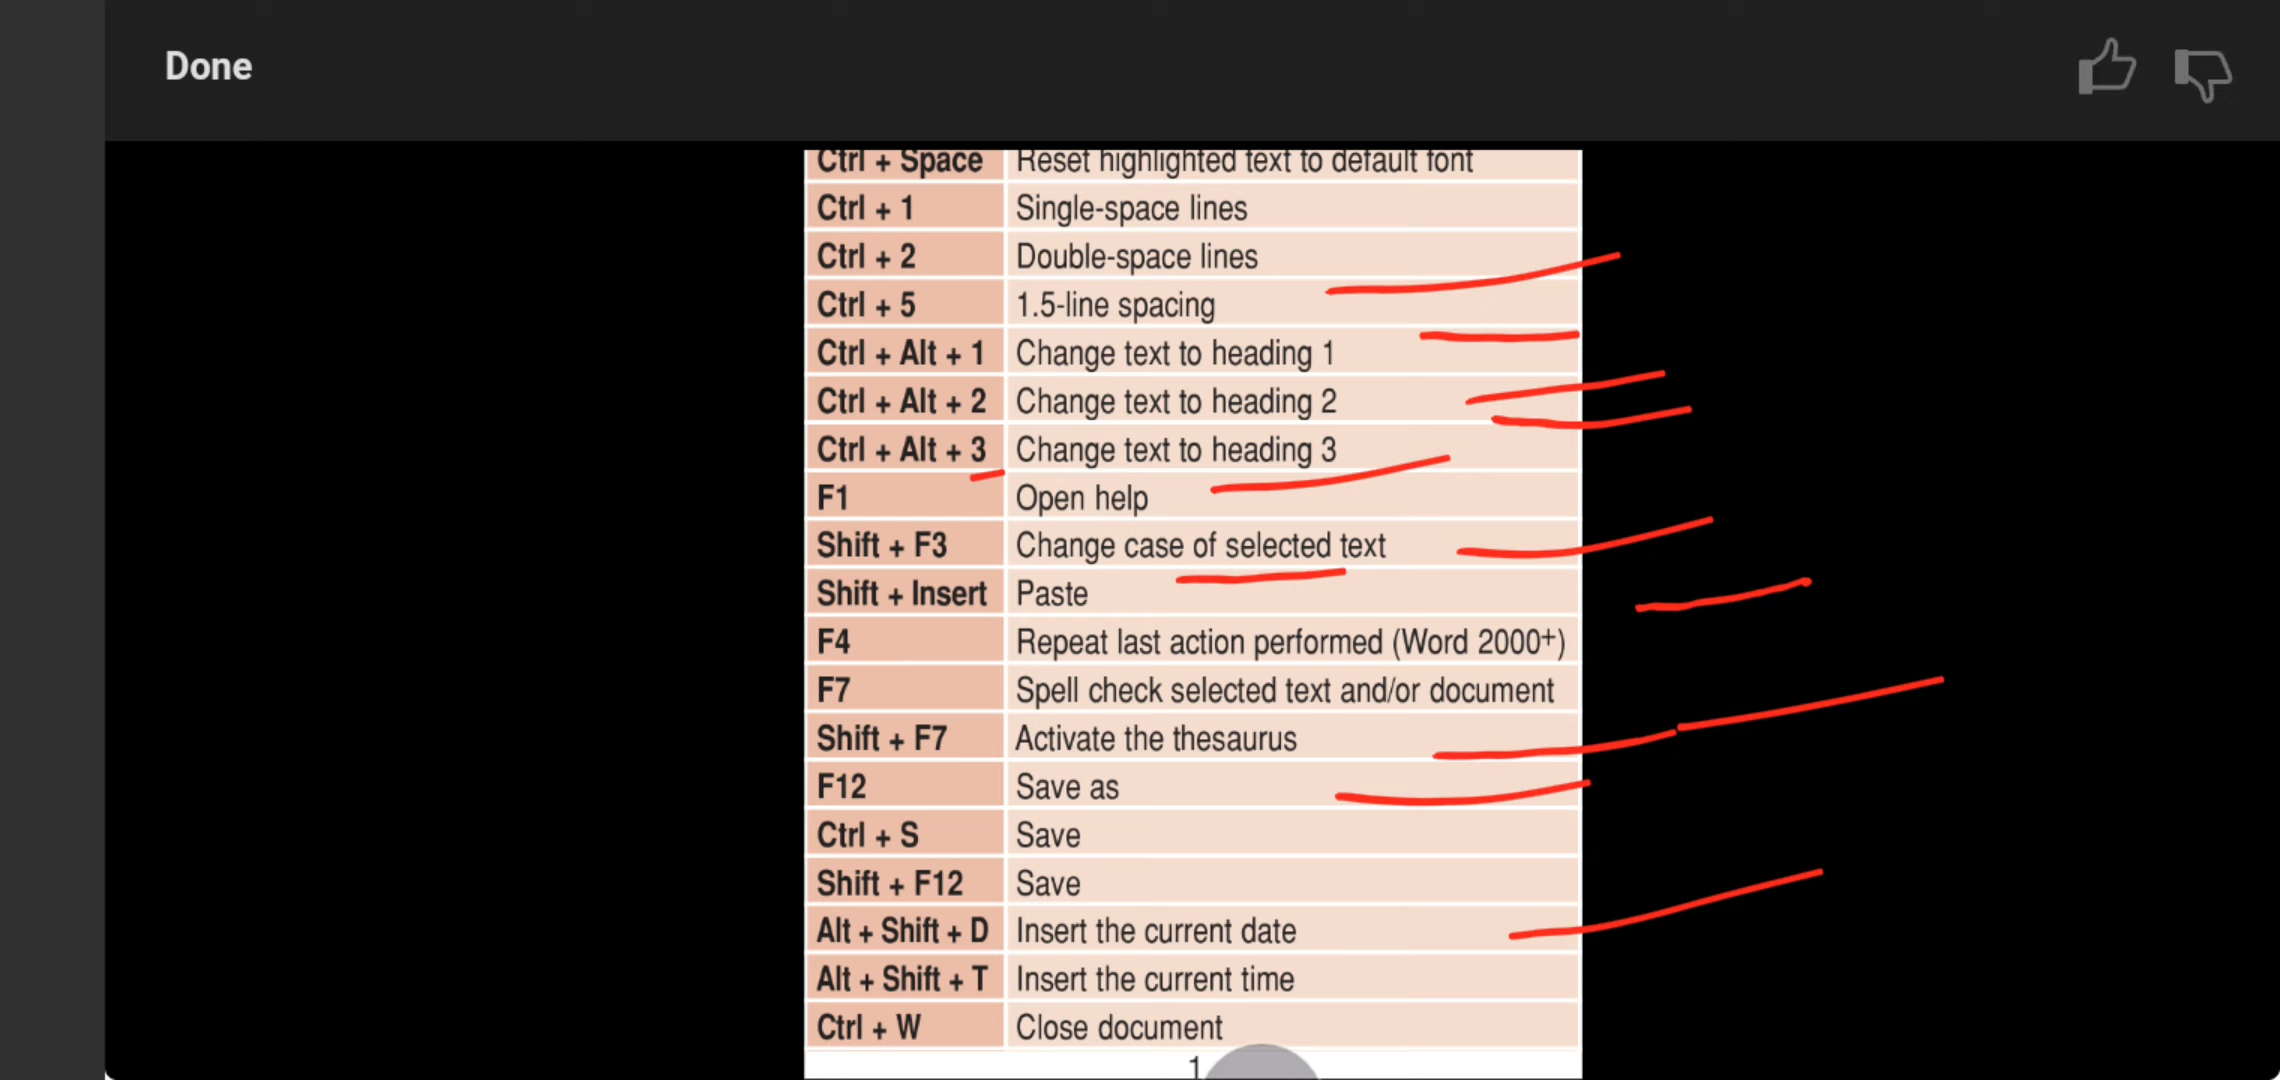 Done
Ctrl + Space Reset highlighted text to default font
Ctrl + 1 Single-space lines
Ctrl + 2 Double-space lines
Ctrl + 5 1.5-line spacing
Ctrl + Alt + 1 Change text to heading 1
Ctrl + Alt + 2 Change text to heading 2
Ctrl + Alt + 3 Change text to heading 3
F1 Open help
Shift + F3 Change case of selected text
Shift + Insert Paste
F4 Repeat last action performed (Word 2000+)
F7 Spell check selected text and/or document
Shift + F7 Activate the thesaurus
F12 Save as
Ctrl + S Save
Shift + F12 Save
Alt + Shift + D Insert the current date
Alt + Shift + T Insert the current time
Ctrl + W Close document
1